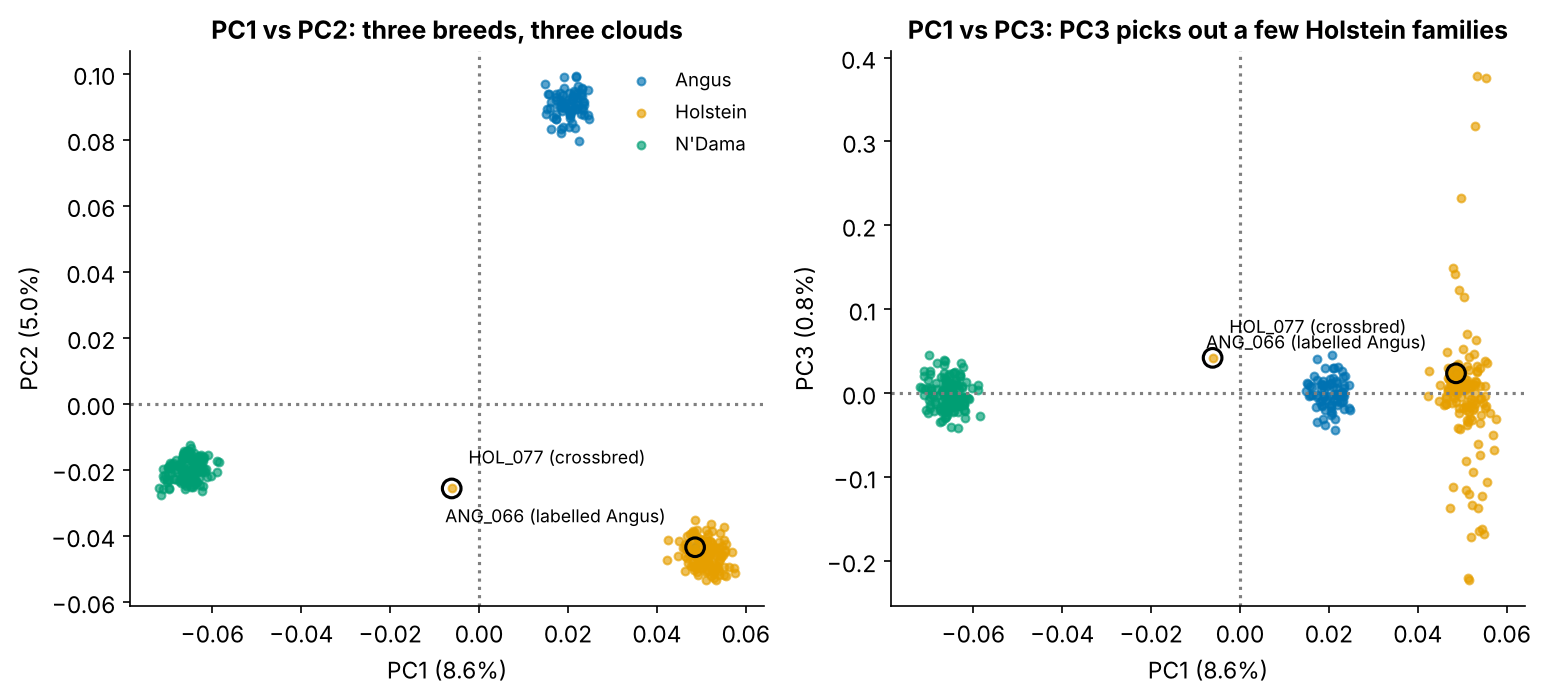 PC1 vs PC2: three breeds, three clouds
PC2 (5.0%)
0.10
0.08
0.06
0.04
0.02
0.00
−0.02
−0.04
−0.06
Angus
Holstein
N'Dama
HOL_077 (crossbred)
ANG_066 (labelled Angus)
−0.06 −0.04 −0.02 0.00 0.02 0.04 0.06
PC1 (8.6%)
PC1 vs PC3: PC3 picks out a few Holstein families
PC3 (0.8%)
0.4
0.3
0.2
0.1
0.0
−0.1
−0.2
HOL_077 (crossbred)
ANG_066 (labelled Angus)
−0.06 −0.04 −0.02 0.00 0.02 0.04 0.06
PC1 (8.6%)